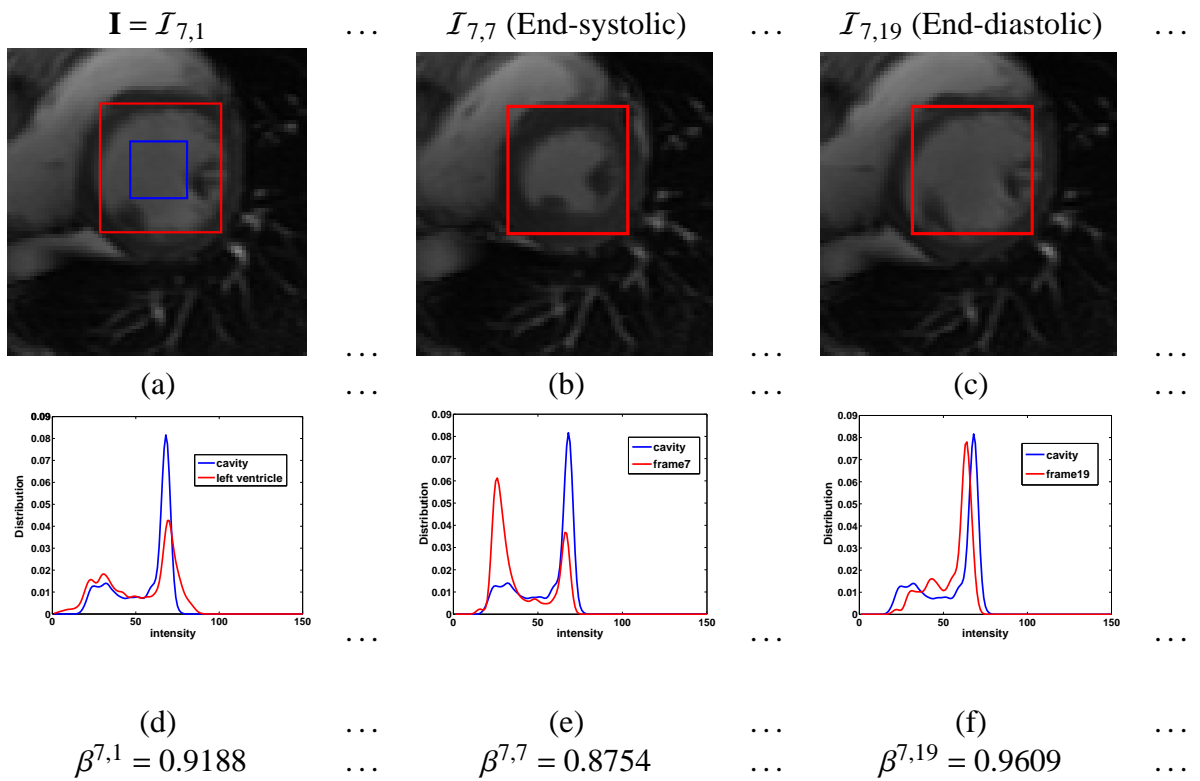 I = I₇,₁ … I₇,₇ (End-systolic) … I₇,₁₉ (End-diastolic) …
… … …
(a) … (b) … (c) …
0.09
0.08
0.07
0.06
0.05
0.04
0.03
0.02
0.01
0
Distribution
cavity
left ventricle
0 50 100 150
intensity
0.09
0.08
0.07
0.06
0.05
0.04
0.03
0.02
0.01
0
Distribution
cavity
frame7
0 50 100 150
intensity
0.09
0.08
0.07
0.06
0.05
0.04
0.03
0.02
0.01
0
Distribution
cavity
frame19
0 50 100 150
intensity
… … …
(d) … (e) … (f) …
β⁷,¹ = 0.9188 … β⁷,⁷ = 0.8754 … β⁷,¹⁹ = 0.9609 …